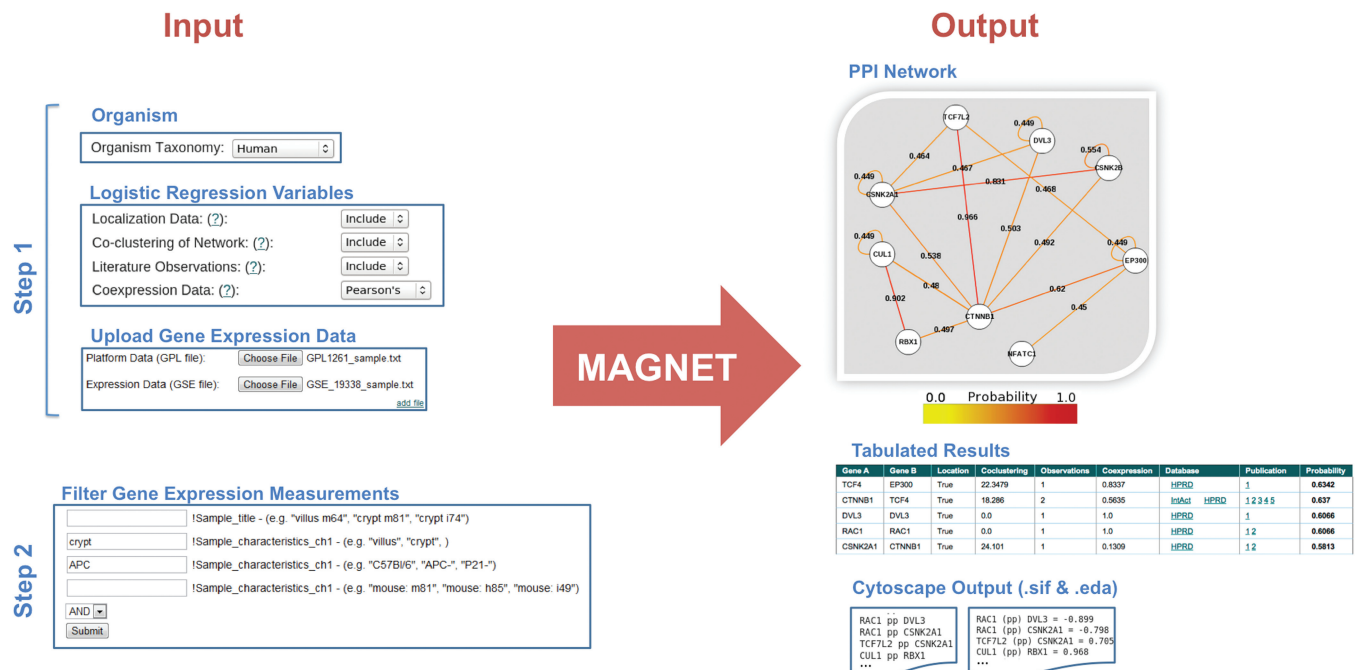 Input
Output
Step 1
Organism
Organism Taxonomy: Human
Logistic Regression Variables
Localization Data: (?): Include
Co-clustering of Network: (?): Include
Literature Observations: (?): Include
Coexpression Data: (?): Pearson's
Upload Gene Expression Data
Platform Data (GPL file): Choose File GPL1261_sample.txt
Expression Data (GSE file): Choose File GSE_19338_sample.txt
add file
Step 2
Filter Gene Expression Measurements
!Sample_title - (e.g. "villus m64", "crypt m81", "crypt i74")
crypt !Sample_characteristics_ch1 - (e.g. "villus", "crypt", )
APC !Sample_characteristics_ch1 - (e.g. "C57Bl/6", "APC-", "P21-")
!Sample_characteristics_ch1 - (e.g. "mouse: m81", "mouse: h85", "mouse: i49")
AND
Submit
MAGNET
PPI Network
TCF7L2
0.449
DVL3
0.554
CSNK2B
0.464
0.467
0.449
0.831
0.468
CSNK2A1
0.966
0.503
0.449
0.492
0.449
CUL1
0.538
EP300
0.48
0.62
0.902
0.45
CTNNB1
0.497
RBX1
NFATC1
0.0 Probability 1.0
Tabulated Results
Gene A Gene B Location Coclustering Observations Coexpression Database Publication Probability
TCF4 EP300 True 22.3479 1 0.8337 HPRD 1 0.6342
CTNNB1 TCF4 True 18.286 2 0.5635 IntAct HPRD 1 2 3 4 5 0.637
DVL3 DVL3 True 0.0 1 1.0 HPRD 1 0.6066
RAC1 RAC1 True 0.0 1 1.0 HPRD 1 2 0.6066
CSNK2A1 CTNNB1 True 24.101 1 0.1309 HPRD 1 2 0.5813
Cytoscape Output (.sif & .eda)
RAC1 pp DVL3
RAC1 pp CSNK2A1
TCF7L2 pp CSNK2A1
CUL1 pp RBX1
...
RAC1 (pp) DVL3 = -0.899
RAC1 (pp) CSNK2A1 = -0.798
TCF7L2 (pp) CSNK2A1 = 0.705
CUL1 (pp) RBX1 = 0.968
...